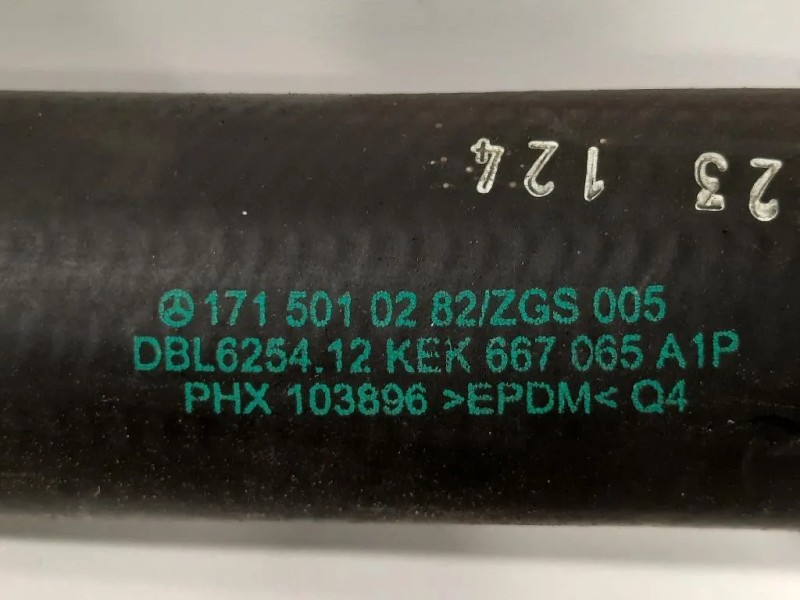 23 124
171 501 02 82/ZGS 005
DBL6254.12 KEK 667 065 A1P
PHX 103896 >EPDM< Q4